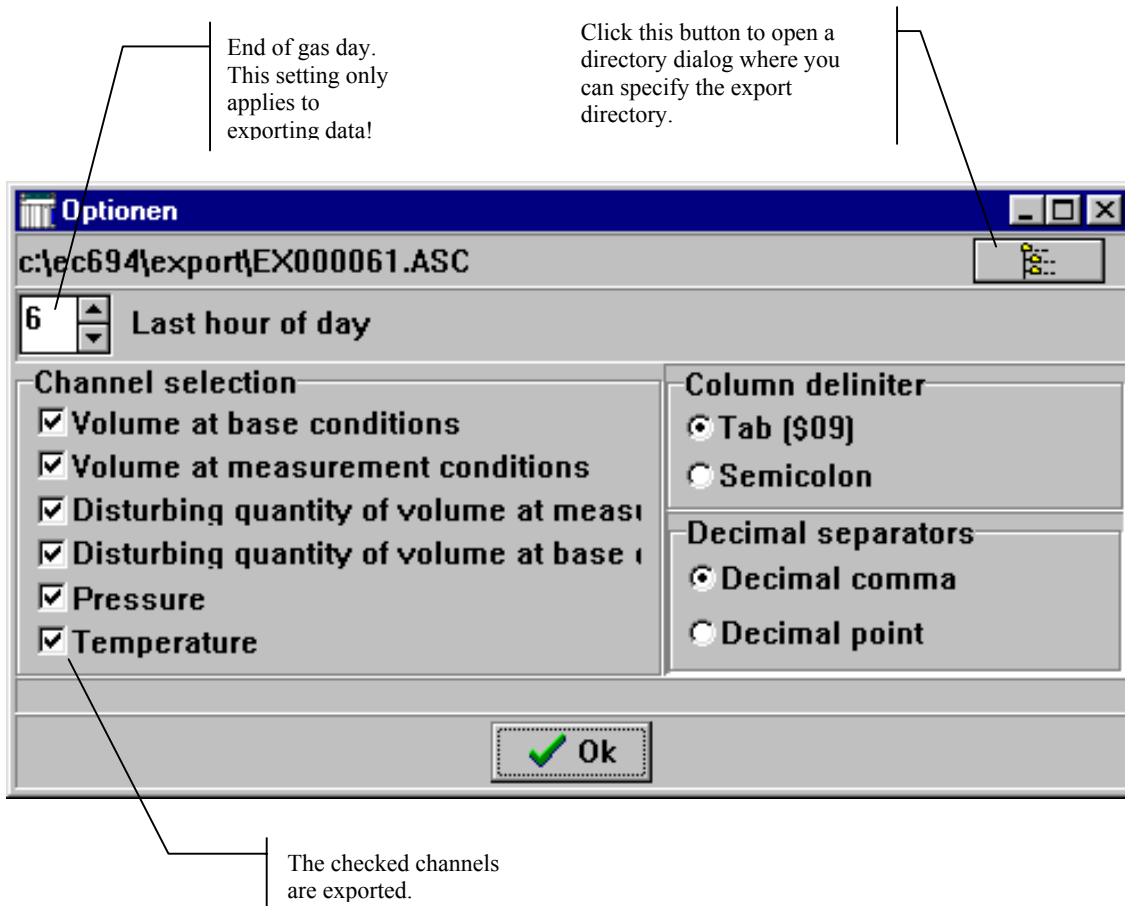 End of gas day.
This setting only
applies to
exporting data!
Click this button to open a
directory dialog where you
can specify the export
directory.
Optionen
c:\ec694\export\EX000061.ASC
6 Last hour of day
Channel selection
Volume at base conditions
Volume at measurement conditions
Disturbing quantity of volume at
Disturbing quantity of volume at base
Pressure
Temperature
Column deliniter
Tab ($09)
Semicolon
Decimal separators
Decimal comma
Decimal point
Ok
The checked channels
are exported.